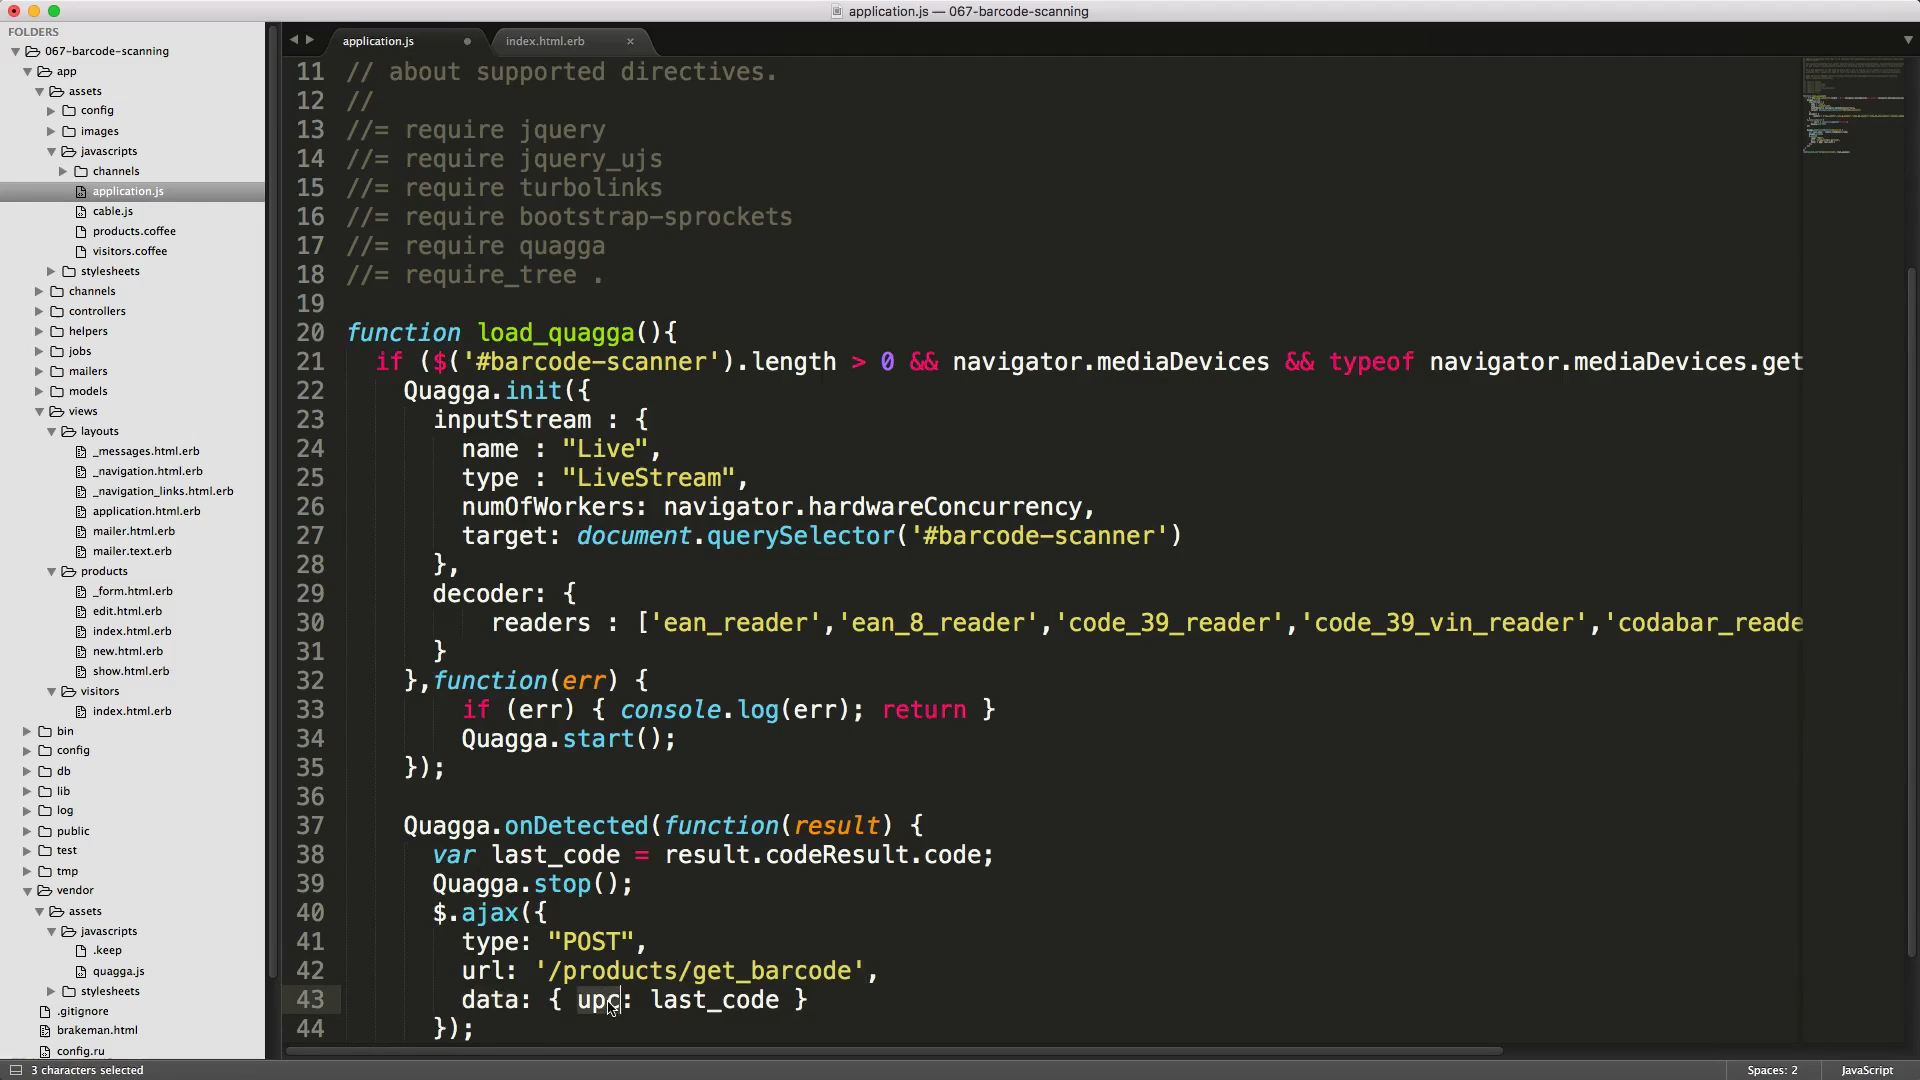 application.js — 067-barcode-scanning
FOLDERS
067-barcode-scanning
app
assets
config
images
javascripts
channels
application.js
cable.js
products.coffee
visitors.coffee
stylesheets
channels
controllers
helpers
jobs
mailers
models
views
layouts
_messages.html.erb
_navigation.html.erb
_navigation_links.html.erb
application.html.erb
mailer.html.erb
mailer.text.erb
products
_form.html.erb
edit.html.erb
index.html.erb
new.html.erb
show.html.erb
visitors
index.html.erb
bin
config
db
lib
log
public
test
tmp
vendor
assets
javascripts
.keep
quagga.js
stylesheets
.gitignore
brakeman.html
config.ru
application.js
index.html.erb
11 // about supported directives.
12 //
13 //= require jquery
14 //= require jquery_ujs
15 //= require turbolinks
16 //= require bootstrap-sprockets
17 //= require quagga
18 //= require_tree .
19
20 function load_quagga(){
21 if ($('#barcode-scanner').length > 0 && navigator.mediaDevices && typeof navigator.mediaDevices.get
22 Quagga.init({
23 inputStream : {
24 name : "Live",
25 type : "LiveStream",
26 numOfWorkers: navigator.hardwareConcurrency,
27 target: document.querySelector('#barcode-scanner')
28 },
29 decoder: {
30 readers : ['ean_reader','ean_8_reader','code_39_reader','code_39_vin_reader','codabar_reade
31 }
32 },function(err) {
33 if (err) { console.log(err); return }
34 Quagga.start();
35 });
36
37 Quagga.onDetected(function(result) {
38 var last_code = result.codeResult.code;
39 Quagga.stop();
40 $.ajax({
41 type: "POST",
42 url: '/products/get_barcode',
43 data: { upc: last_code }
44 });
3 characters selected
Spaces: 2
JavaScript